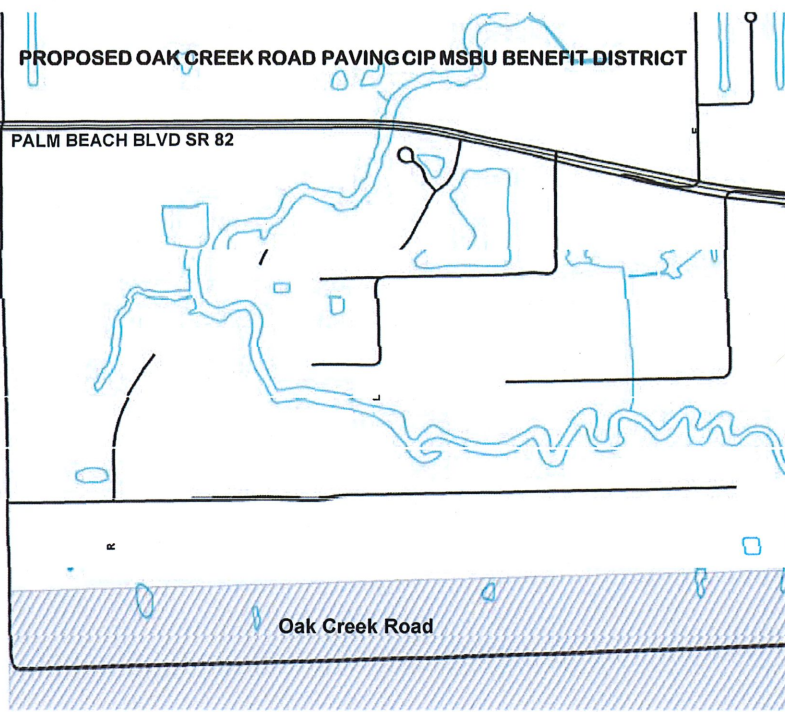 PROPOSED OAK CREEK ROAD PAVING CIP MSBU BENEFIT DISTRICT
E
PALM BEACH BLVD SR 82
L
R
Oak Creek Road